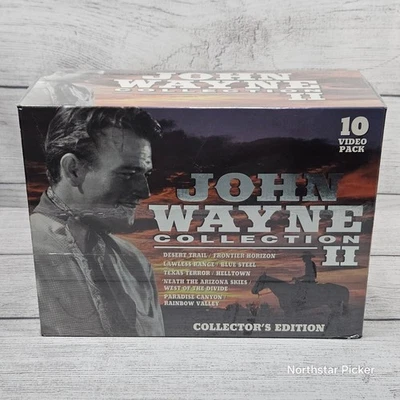 JOHN
WAYNE
COLLECTION
II
10
VIDEO
PACK
JOHN
WAYNE
COLLECTION
II
DESERT TRAIL / FRONTIER HORIZON
LAWLESS RANGE / BLUE STEEL
TEXAS TERROR / HELLTOWN
NEATH THE ARIZONA SKIES /
WEST OF THE DIVIDE
PARADISE CANYON /
RAINBOW VALLEY
COLLECTOR'S EDITION
Northstar Picker